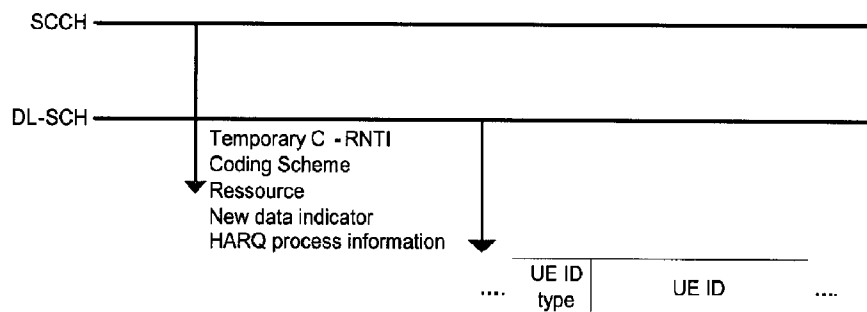 SCCH
DL-SCH
Temporary C - RNTI
Coding Scheme
Ressource
New data indicator
HARQ process information
.... UE ID type UE ID ....